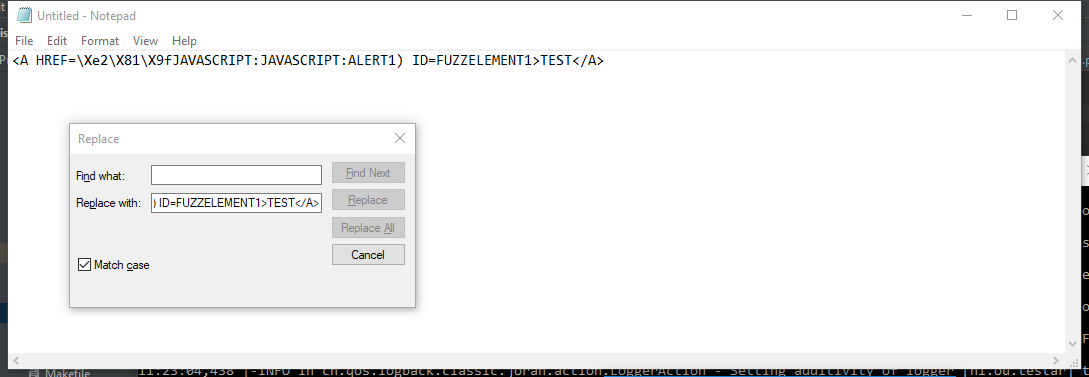 Untitled - Notepad
File Edit Format View Help
<A HREF=\Xe2\X81\X9fJAVASCRIPT:JAVASCRIPT:ALERT1) ID=FUZZELEMENT1>TEST</A>
Replace
Find what:
Find Next
Replace with:
) ID=FUZZELEMENT1>TEST</A>
Replace
Replace All
Cancel
Match case
Makefile
11:23:04,438 |-INFO in ch.qos.logback.classic.joran.action.LoggerAction - Setting additivity of logger [nl.ou.testar]